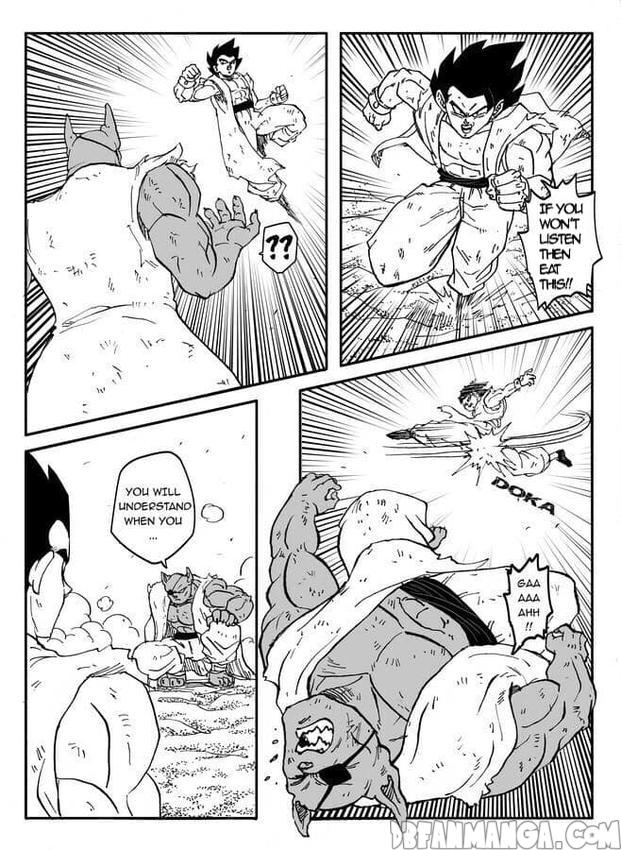 ??
IF YOU
WON'T
LISTEN
THEN
EAT
THIS!!
YOU WILL
UNDERSTAND
WHEN YOU
...
DOKA
GAA
AAA
AHH
!!
DBFANMANGA.COM